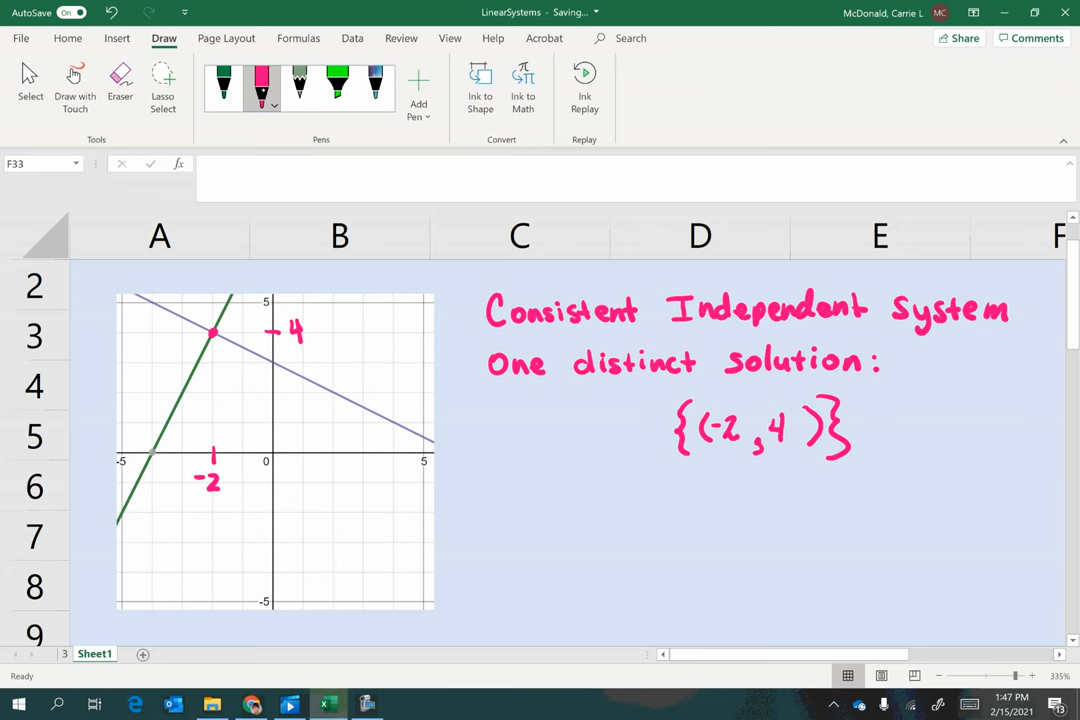 AutoSave On LinearSystems - Saving... McDonald, Carrie L MC
File Home Insert Draw Page Layout Formulas Data Review View Help Acrobat Search Share Comments
Select Draw with Touch Eraser Lasso Select Add Pen Ink to Shape Ink to Math Ink Replay
Tools Pens Convert Replay
F33 fx
A B C D E F
2
3
4
5
6
7
8
9
5
-4
-5 0 5
-2
-5
Consistent Independent System
One distinct solution:
{(-2, 4)}
3 Sheet1
Ready 335%
1:47 PM
2/15/2021 13